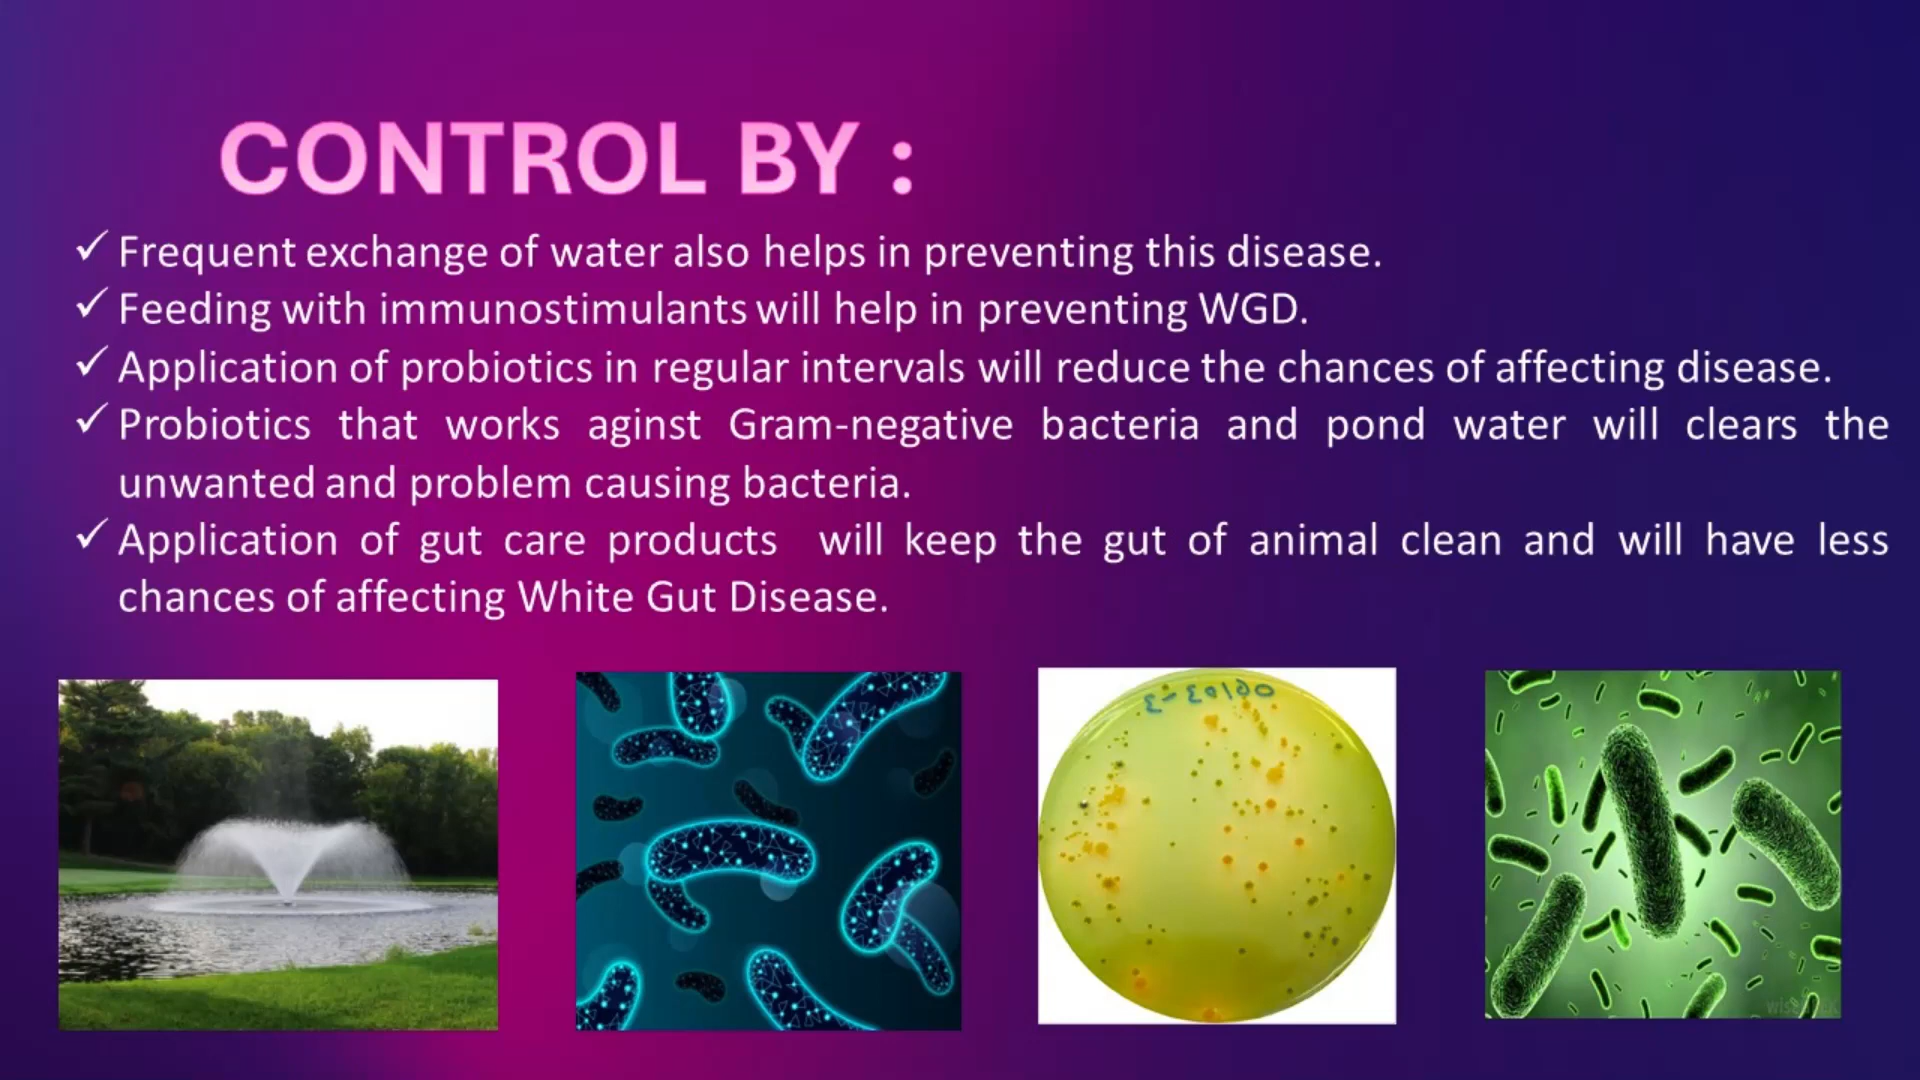 CONTROL BY :
✓ Frequent exchange of water also helps in preventing this disease.
✓ Feeding with immunostimulants will help in preventing WGD.
✓ Application of probiotics in regular intervals will reduce the chances of affecting disease.
✓ Probiotics that works aginst Gram-negative bacteria and pond water will clears the
unwanted and problem causing bacteria.
✓ Application of gut care products will keep the gut of animal clean and will have less
chances of affecting White Gut Disease.